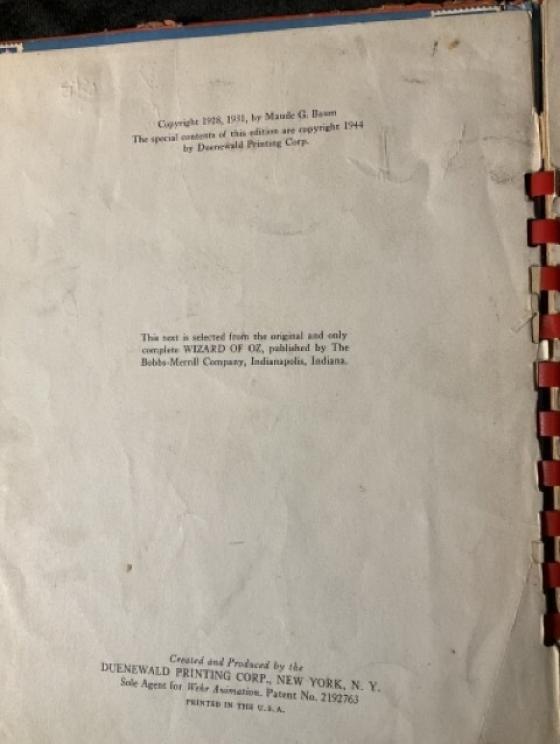 Copyright 1928, 1931, by Maude G. Baum
The special contents of this edition are copyright 1944
by Duenewald Printing Corp.
This text is selected from the original and only
complete WIZARD OF OZ, published by The
Bobbs-Merrill Company, Indianapolis, Indiana.
Created and Produced by the
DUENEWALD PRINTING CORP., NEW YORK, N. Y.
Sole Agent for Wehr Animation. Patent No. 2192763
PRINTED IN THE U.S.A.